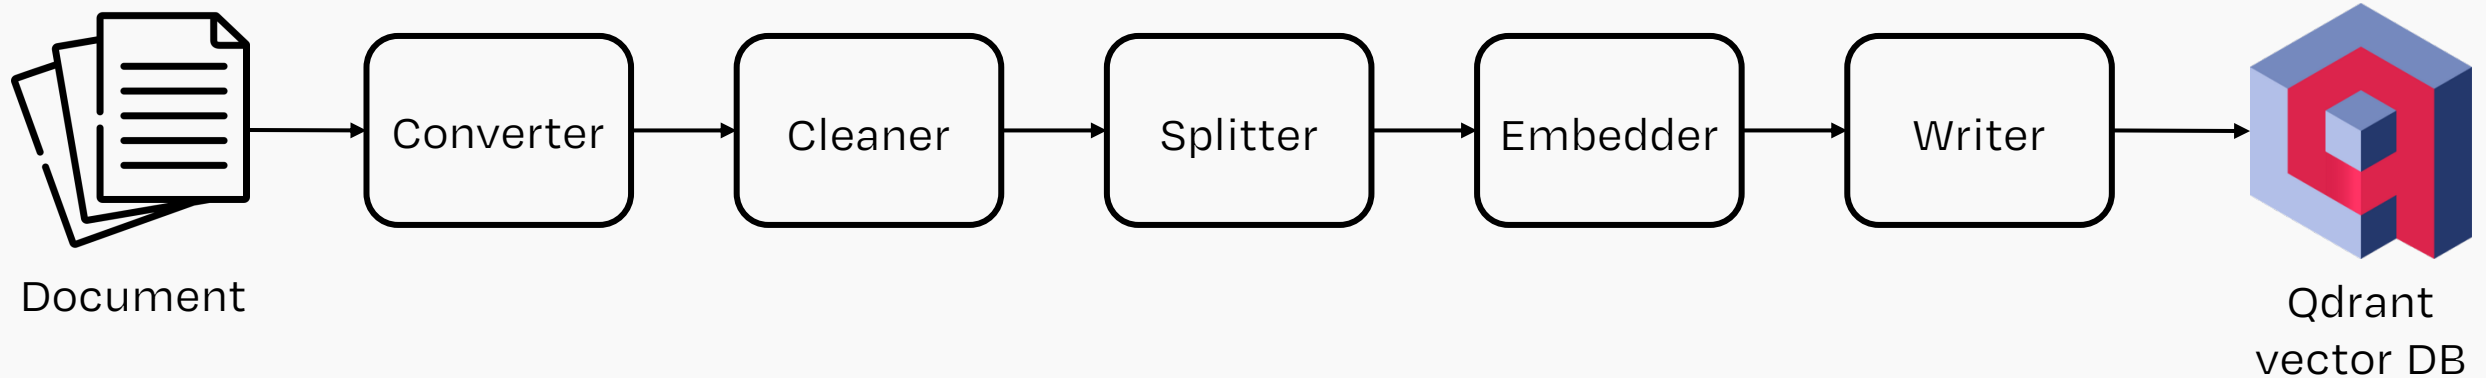 Converter
Cleaner
Splitter
Embedder
Writer
Document
Qdrant
vector DB